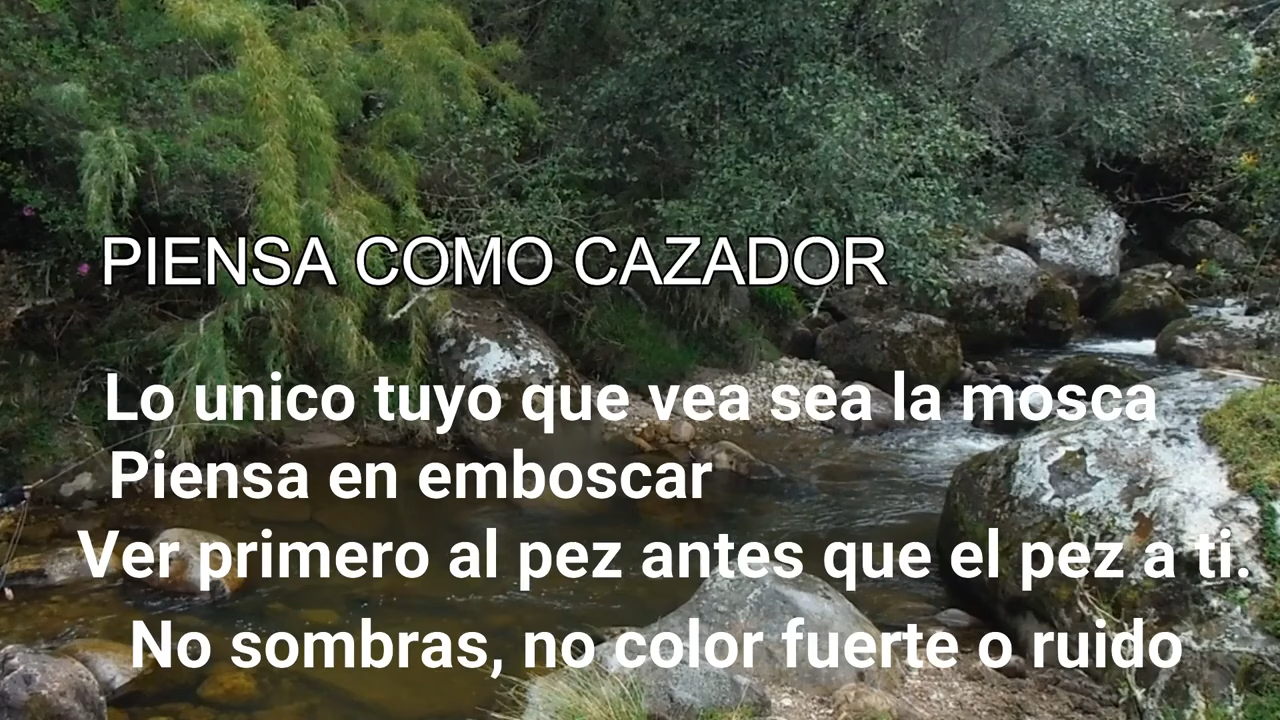 PIENSA COMO CAZADOR
Lo unico tuyo que vea sea la mosca
Piensa en emboscar
Ver primero al pez antes que el pez a ti.
No sombras, no color fuerte o ruido